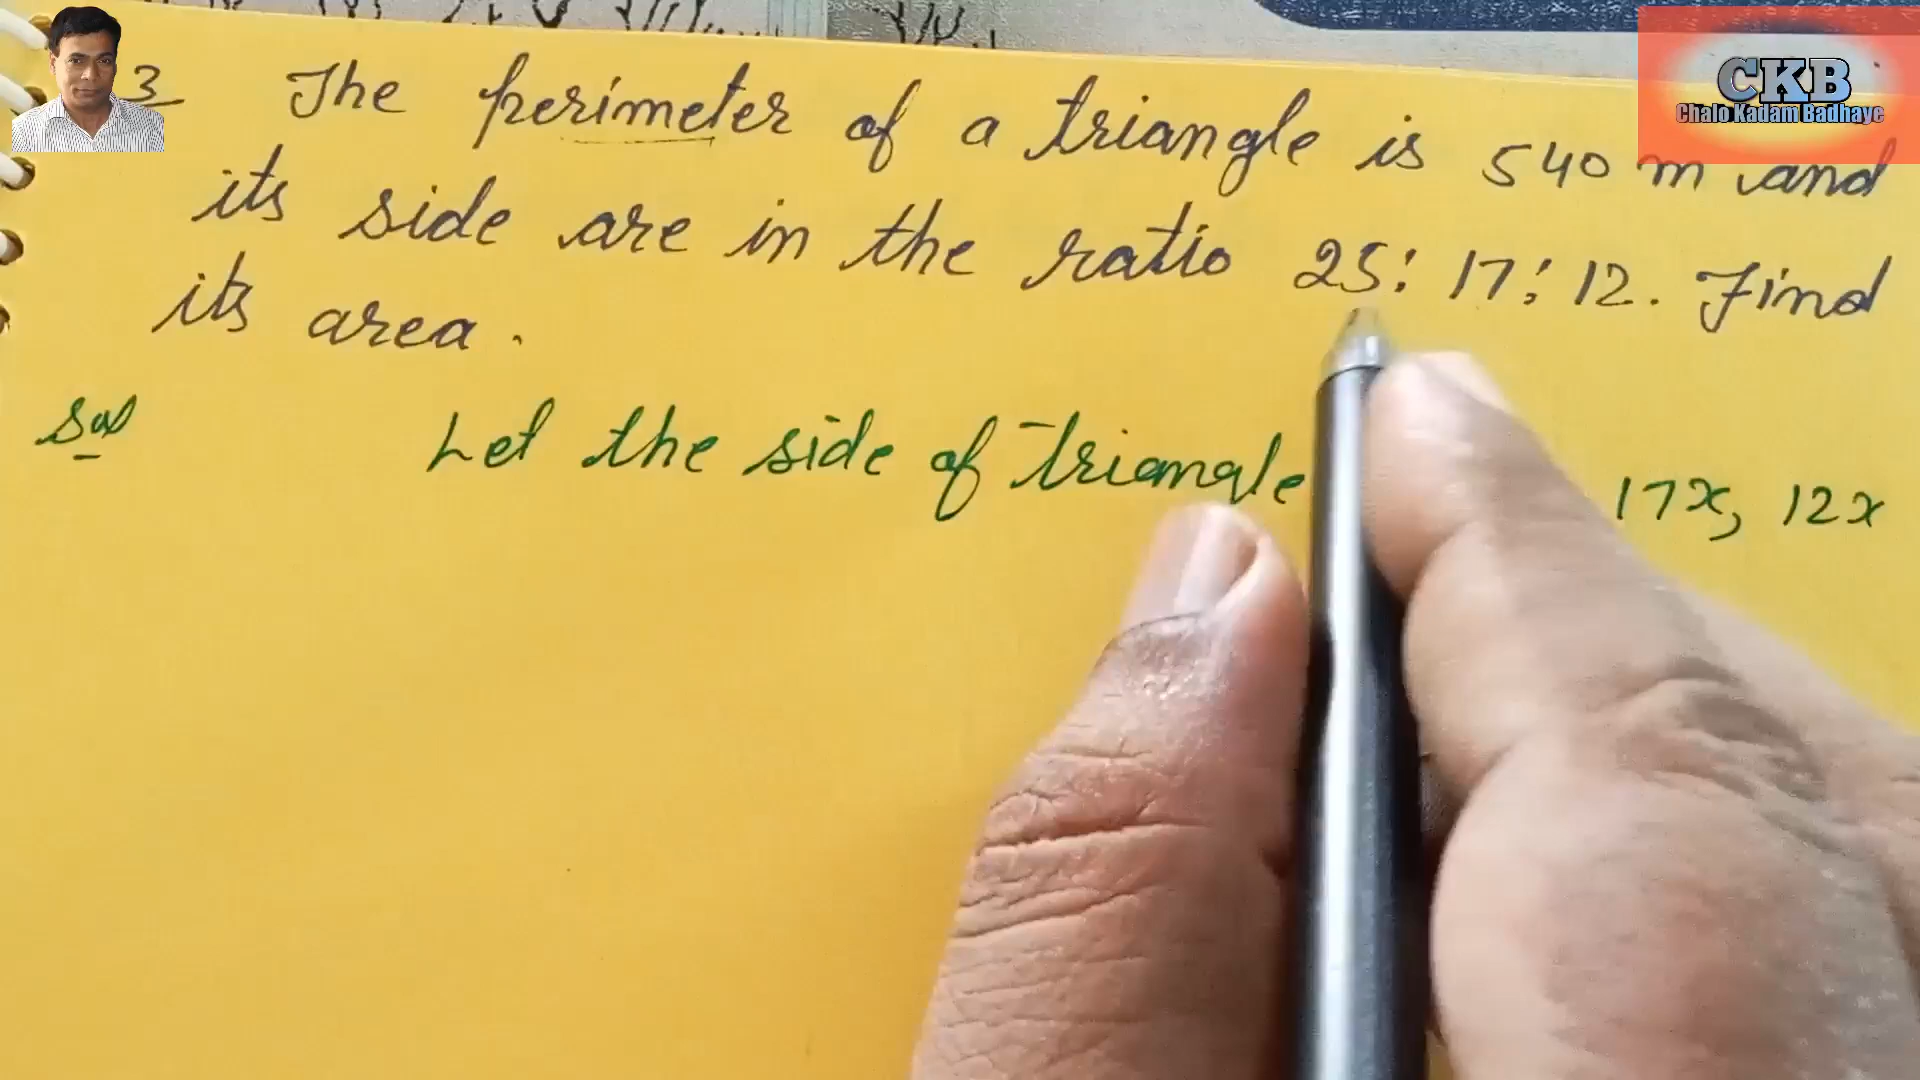 CKB
Chalo Kadam Badhaye
3 The perimeter of a triangle is 540 m and
its side are in the ratio 25 : 17 : 12. Find
its area.
Sol Let the side of triangle 17x, 12x